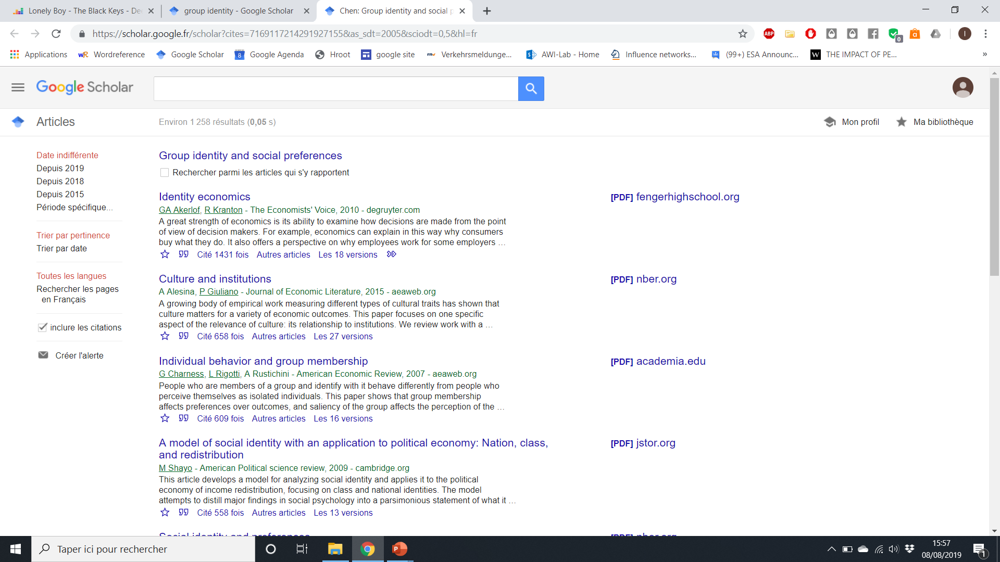 Lonely Boy - The Black Keys - De
group identity - Google Scholar
Chen: Group identity and social p
https://scholar.google.fr/scholar?cites=7169117214291927155&as_sdt=2005&sciodt=0,5&hl=fr
ABP
0
a
I
Applications
WR Wordreference
Google Scholar
8 Google Agenda
Hroot
google site
rnv Verkehrsmeldunge...
AWI-Lab - Home
Influence networks...
(99+) ESA Announc...
W THE IMPACT OF PE...
»
Google Scholar
Articles
Environ 1 258 résultats (0,05 s)
Mon profil
Ma bibliothèque
Date indifférente
Depuis 2019
Depuis 2018
Depuis 2015
Période spécifique...
Trier par pertinence
Trier par date
Toutes les langues
Rechercher les pages
en Français
inclure les citations
Créer l'alerte
Group identity and social preferences
Rechercher parmi les articles qui s'y rapportent
Identity economics
[PDF] fengerhighschool.org
GA Akerlof, R Kranton - The Economists' Voice, 2010 - degruyter.com
A great strength of economics is its ability to examine how decisions are made from the point
of view of decision makers. For example, economics can explain in this way why consumers
buy what they do. It also offers a perspective on why employees work for some employers …
Cité 1431 fois Autres articles Les 18 versions
Culture and institutions
[PDF] nber.org
A Alesina, P Giuliano - Journal of Economic Literature, 2015 - aeaweb.org
A growing body of empirical work measuring different types of cultural traits has shown that
culture matters for a variety of economic outcomes. This paper focuses on one specific
aspect of the relevance of culture: its relationship to institutions. We review work with a …
Cité 658 fois Autres articles Les 27 versions
Individual behavior and group membership
[PDF] academia.edu
G Charness, L Rigotti, A Rustichini - American Economic Review, 2007 - aeaweb.org
People who are members of a group and identify with it behave differently from people who
perceive themselves as isolated individuals. This paper shows that group membership
affects preferences over outcomes, and saliency of the group affects the perception of the …
Cité 609 fois Autres articles Les 16 versions
A model of social identity with an application to political economy: Nation, class,
and redistribution
[PDF] jstor.org
M Shayo - American Political science review, 2009 - cambridge.org
This article develops a model for analyzing social identity and applies it to the political
economy of income redistribution, focusing on class and national identities. The model
attempts to distill major findings in social psychology into a parsimonious statement of what it …
Cité 558 fois Autres articles Les 13 versions
Social identity and preferences
[PDF] nber.org
Taper ici pour rechercher
15:57
08/08/2019
1